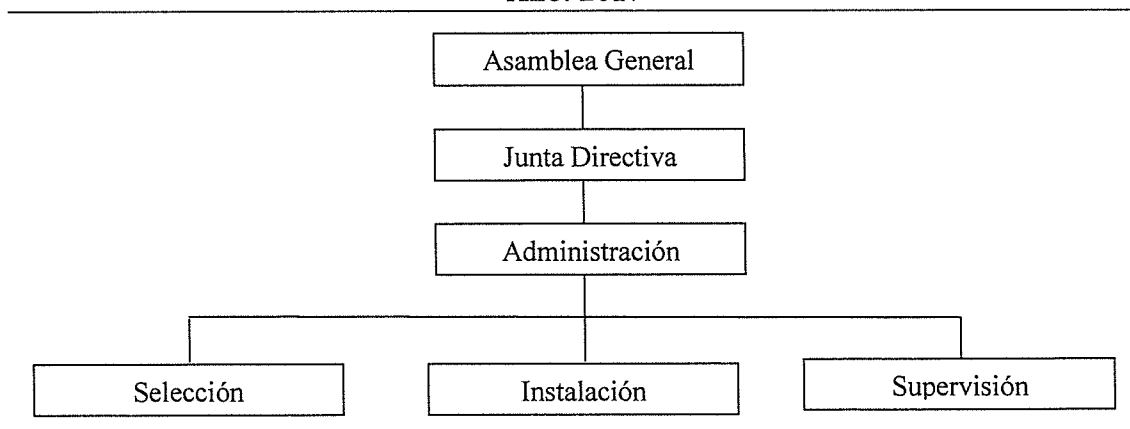 Asamblea General
Junta Directiva
Administración
Selección
Instalación
Supervisión